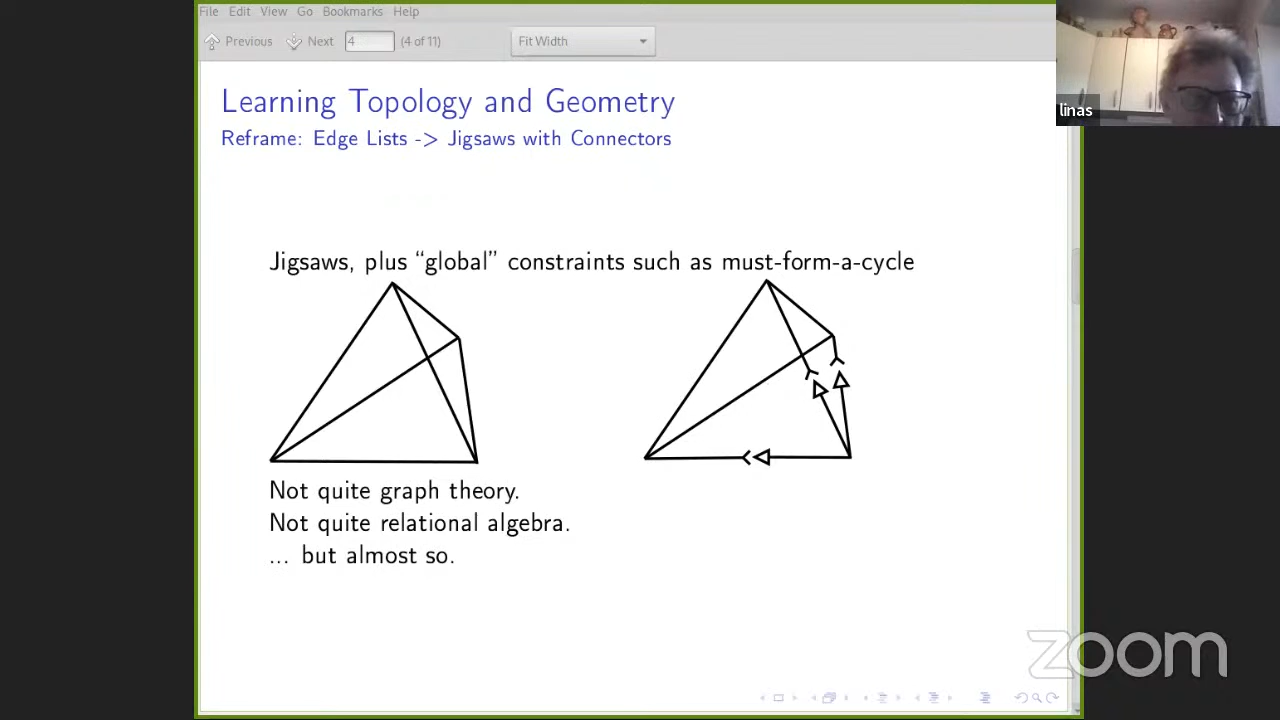 File Edit View Go Bookmarks Help
Previous Next 4 (4 of 11) Fit Width
linas
Learning Topology and Geometry
Reframe: Edge Lists -> Jigsaws with Connectors
Jigsaws, plus “global” constraints such as must-form-a-cycle
Not quite graph theory.
Not quite relational algebra.
... but almost so.
zoom